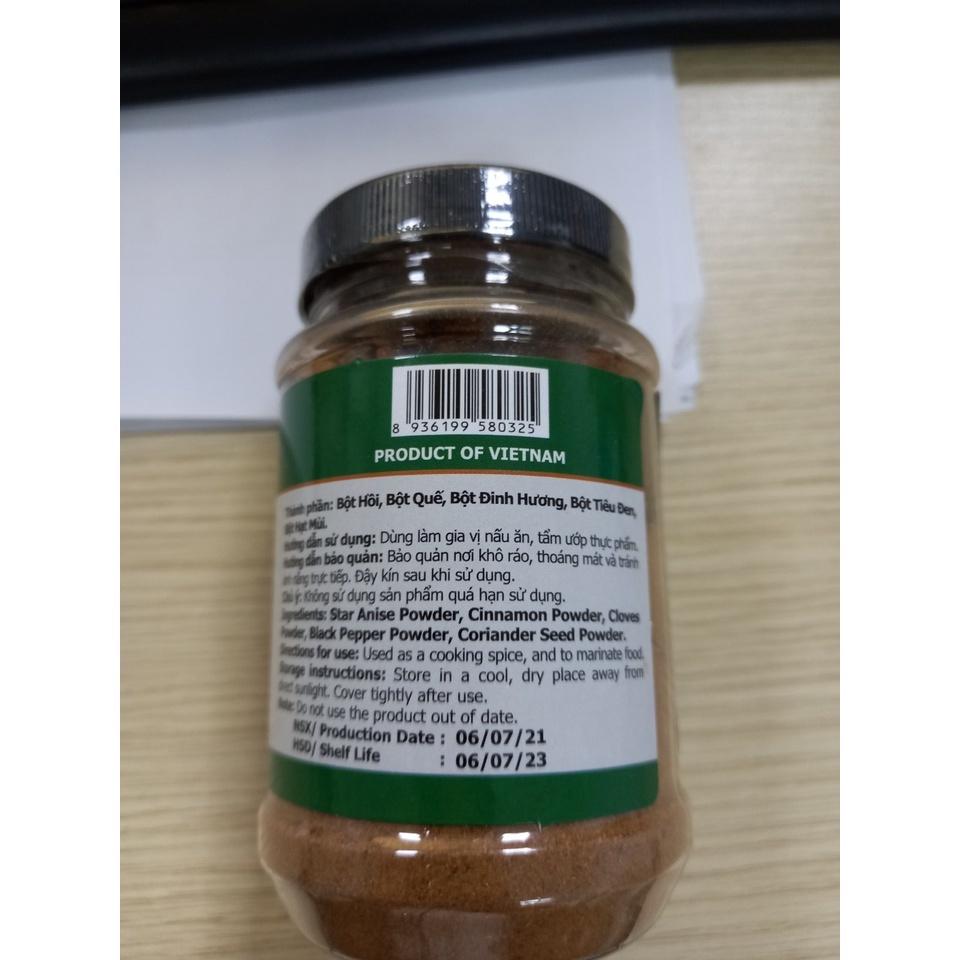 8 936199 580325
PRODUCT OF VIETNAM
Thành phần: Bột Hồi, Bột Quế, Bột Đinh Hương, Bột Tiêu Đen,
Bột Hạt Mùi.
Hướng dẫn sử dụng: Dùng làm gia vị nấu ăn, tẩm ướp thực phẩm.
Hướng dẫn bảo quản: Bảo quản nơi khô ráo, thoáng mát và tránh
ánh nắng trực tiếp. Đậy kín sau khi sử dụng.
Chú ý: Không sử dụng sản phẩm quá hạn sử dụng.
Ingredients: Star Anise Powder, Cinnamon Powder, Cloves
Powder, Black Pepper Powder, Coriander Seed Powder.
Directions for use: Used as a cooking spice, and to marinate food.
Storage instructions: Store in a cool, dry place away from
direct sunlight. Cover tightly after use.
Note: Do not use the product out of date.
NSX/ Production Date : 06/07/21
HSD/ Shelf Life : 06/07/23